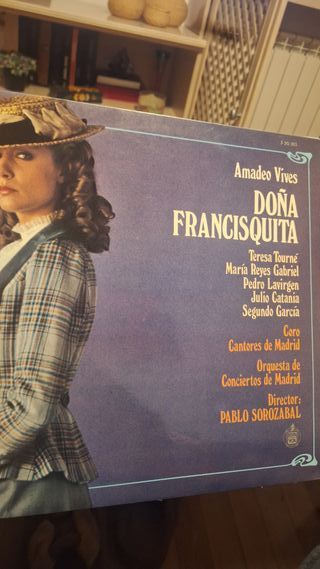 Amadeo Vives
DOÑA
FRANCISQUITA
Teresa Tourné
María Reyes Gabriel
Pedro Lavirgen
Julio Catania
Segundo García
Coro
Cantores de Madrid
Orquesta de
Conciertos de Madrid
Director:
PABLO SOROZABAL